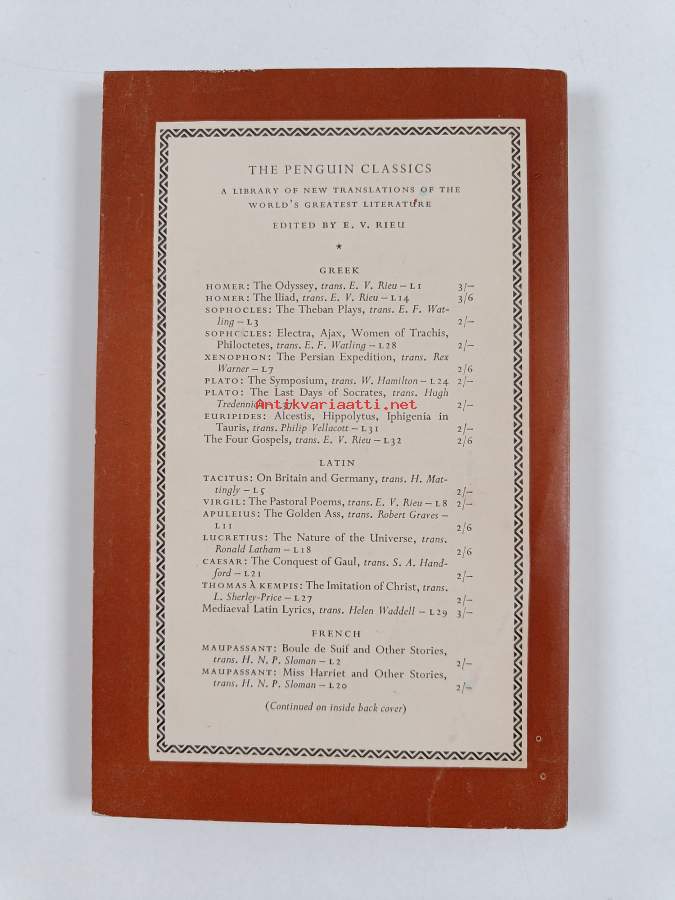 THE PENGUIN CLASSICS
A LIBRARY OF NEW TRANSLATIONS OF THE
WORLD'S GREATEST LITERATURE
EDITED BY E. V. RIEU
★
GREEK
HOMER: The Odyssey, trans. E. V. Rieu – L1 3/–
HOMER: The Iliad, trans. E. V. Rieu – L14 3/6
SOPHOCLES: The Theban Plays, trans. E. F. Wat-
ling – L3 2/–
SOPHOCLES: Electra, Ajax, Women of Trachis,
Philoctetes, trans. E. F. Watling – L28 2/–
XENOPHON: The Persian Expedition, trans. Rex
Warner – L7 2/6
PLATO: The Symposium, trans. W. Hamilton – L24 2/–
PLATO: The Last Days of Socrates, trans. Hugh
Tredennick 2/–
Antikvariaatti.net
EURIPIDES: Alcestis, Hippolytus, Iphigenia in
Tauris, trans. Philip Vellacott – L31 2/–
The Four Gospels, trans. E. V. Rieu – L32 2/6
LATIN
TACITUS: On Britain and Germany, trans. H. Mat-
tingly – L5 2/–
VIRGIL: The Pastoral Poems, trans. E. V. Rieu – L8 2/–
APULEIUS: The Golden Ass, trans. Robert Graves –
L11 2/6
LUCRETIUS: The Nature of the Universe, trans.
Ronald Latham – L18 2/6
CAESAR: The Conquest of Gaul, trans. S. A. Hand-
ford – L21 2/–
THOMAS À KEMPIS: The Imitation of Christ, trans.
L. Sherley-Price – L27 2/–
Mediaeval Latin Lyrics, trans. Helen Waddell – L29 3/–
FRENCH
MAUPASSANT: Boule de Suif and Other Stories,
trans. H. N. P. Sloman – L2 2/–
MAUPASSANT: Miss Harriet and Other Stories,
trans. H. N. P. Sloman – L20 2/–
(Continued on inside back cover)